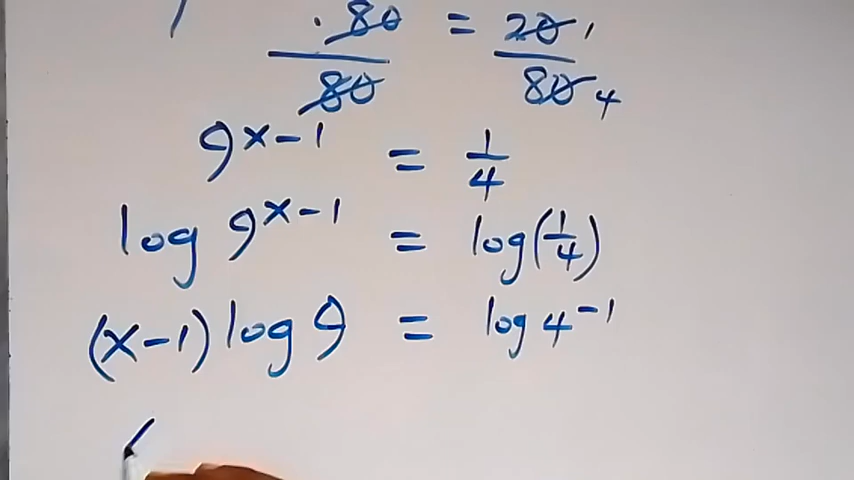 . 80 = 20 1
80 80 4
9^{x-1} = 1/4
log 9^{x-1} = log(1/4)
(x-1) log 9 = log 4^{-1}
(